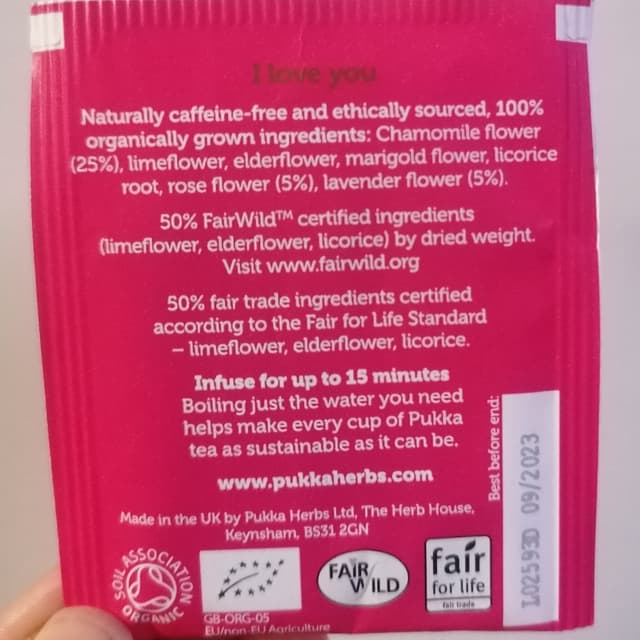 I love you
Naturally caffeine-free and ethically sourced, 100%
organically grown ingredients: Chamomile flower
(25%), limeflower, elderflower, marigold flower, licorice
root, rose flower (5%), lavender flower (5%).
50% FairWild™ certified ingredients
(limeflower, elderflower, licorice) by dried weight.
Visit www.fairwild.org
50% fair trade ingredients certified
according to the Fair for Life Standard
– limeflower, elderflower, licorice.
Infuse for up to 15 minutes
Boiling just the water you need
helps make every cup of Pukka
tea as sustainable as it can be.
www.pukkaherbs.com
Made in the UK by Pukka Herbs Ltd, The Herb House,
Keynsham, BS31 2GN
Best before end:
L025930 09/2023
SOIL ASSOCIATION
ORGANIC
GB-ORG-05
EU/non-EU Agriculture
FAIR
WILD
fair
for life
fair trade